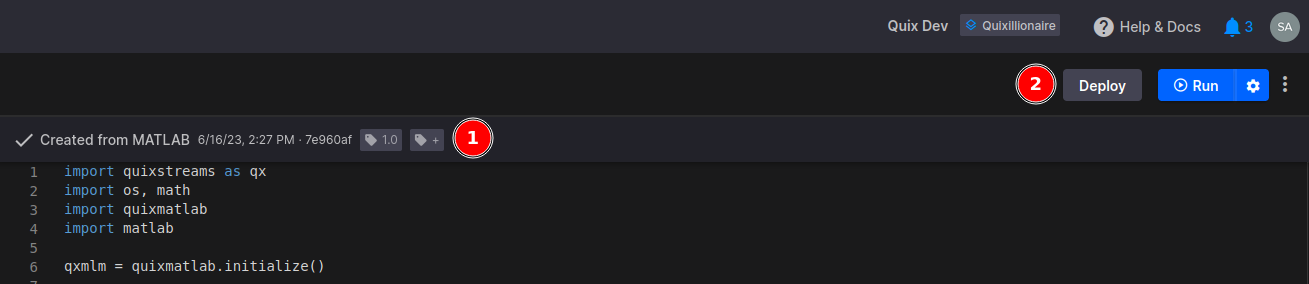 Quix Dev Quixillionaire Help & Docs 3 SA
2 Deploy Run
Created from MATLAB 6/16/23, 2:27 PM · 7e960af 1.0 + 1
1 import quixstreams as qx
2 import os, math
3 import quixmatlab
4 import matlab
5
6 qxmlm = quixmatlab.initialize()